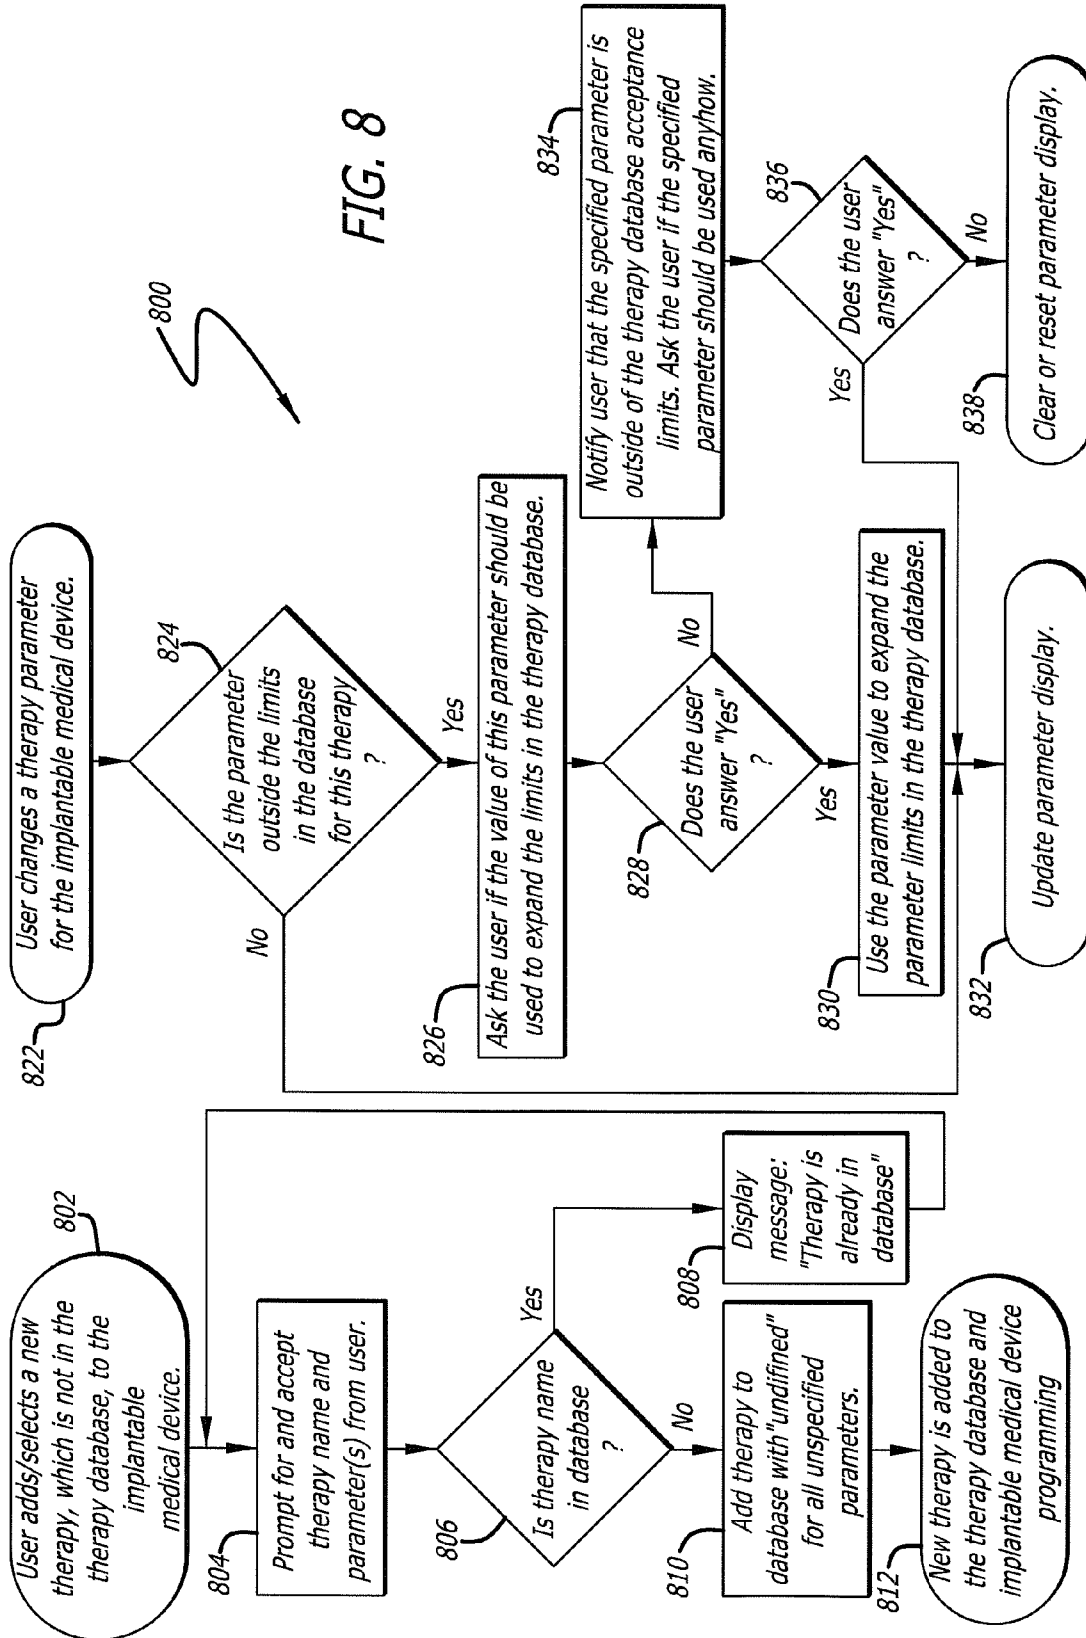 FIG. 8
800
802
User adds/selects a new
therapy, which is not in the
therapy database, to the
implantable
medical device.
804
Prompt for and accept
therapy name and
parameter(s) from user.
806
Is therapy name
in database
?
Yes
No
808
Display
message:
"Therapy is
already in
database"
810
Add therapy to
database with"undifined"
for all unspecified
parameters.
812
New therapy is added to
the therapy database and
implantable medical device
programming
822
User changes a therapy parameter
for the implantable medical device.
824
Is the parameter
outside the limits
in the database
for this therapy
?
No
Yes
826
Ask the user if the value of this parameter should be
used to expand the limits in the therapy database.
828
Does the user
answer "Yes"
?
No
Yes
830
Use the parameter value to expand the
parameter limits in the therapy database.
832
Update parameter display.
834
Notify user that the specified parameter is
outside of the therapy database acceptance
limits. Ask the user if the specified
parameter should be used anyhow.
836
Does the user
answer "Yes"
?
Yes
No
838
Clear or reset parameter display.